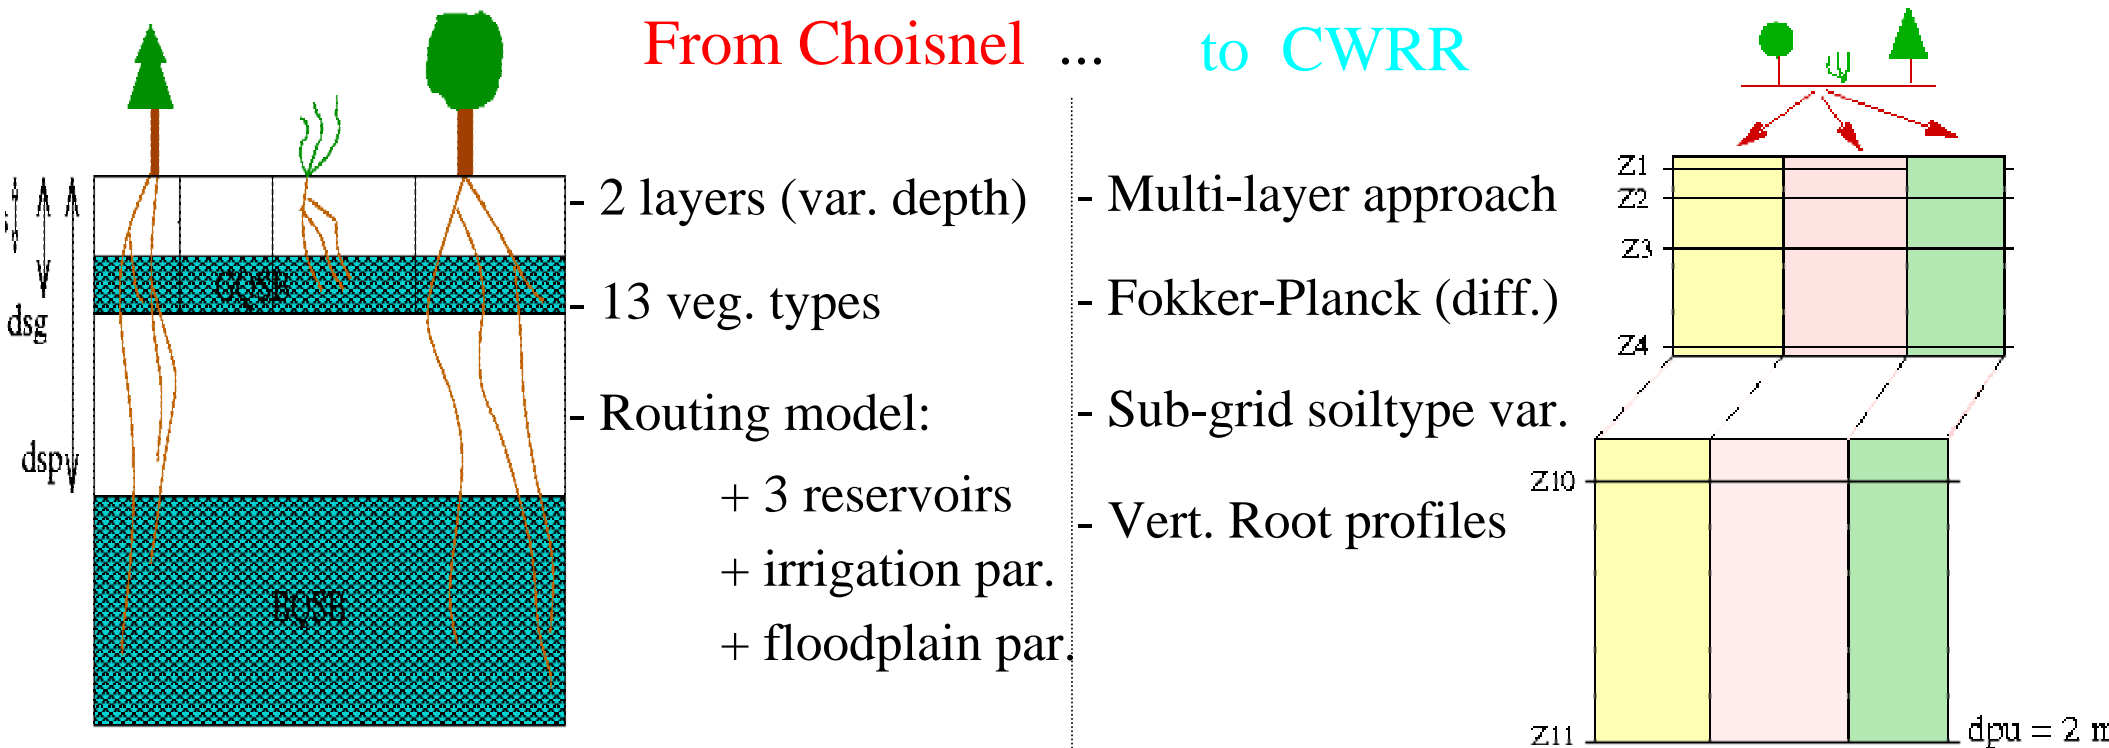 From Choisnel ... to CWRR
- 2 layers (var. depth)
- 13 veg. types
- Routing model:
+ 3 reservoirs
+ irrigation par.
+ floodplain par.
- Multi-layer approach
- Fokker-Planck (diff.)
- Sub-grid soiltype var.
- Vert. Root profiles
dsg
dsp
BQSB
Z1
Z2
Z3
Z4
Z10
Z11
dpu = 2 m